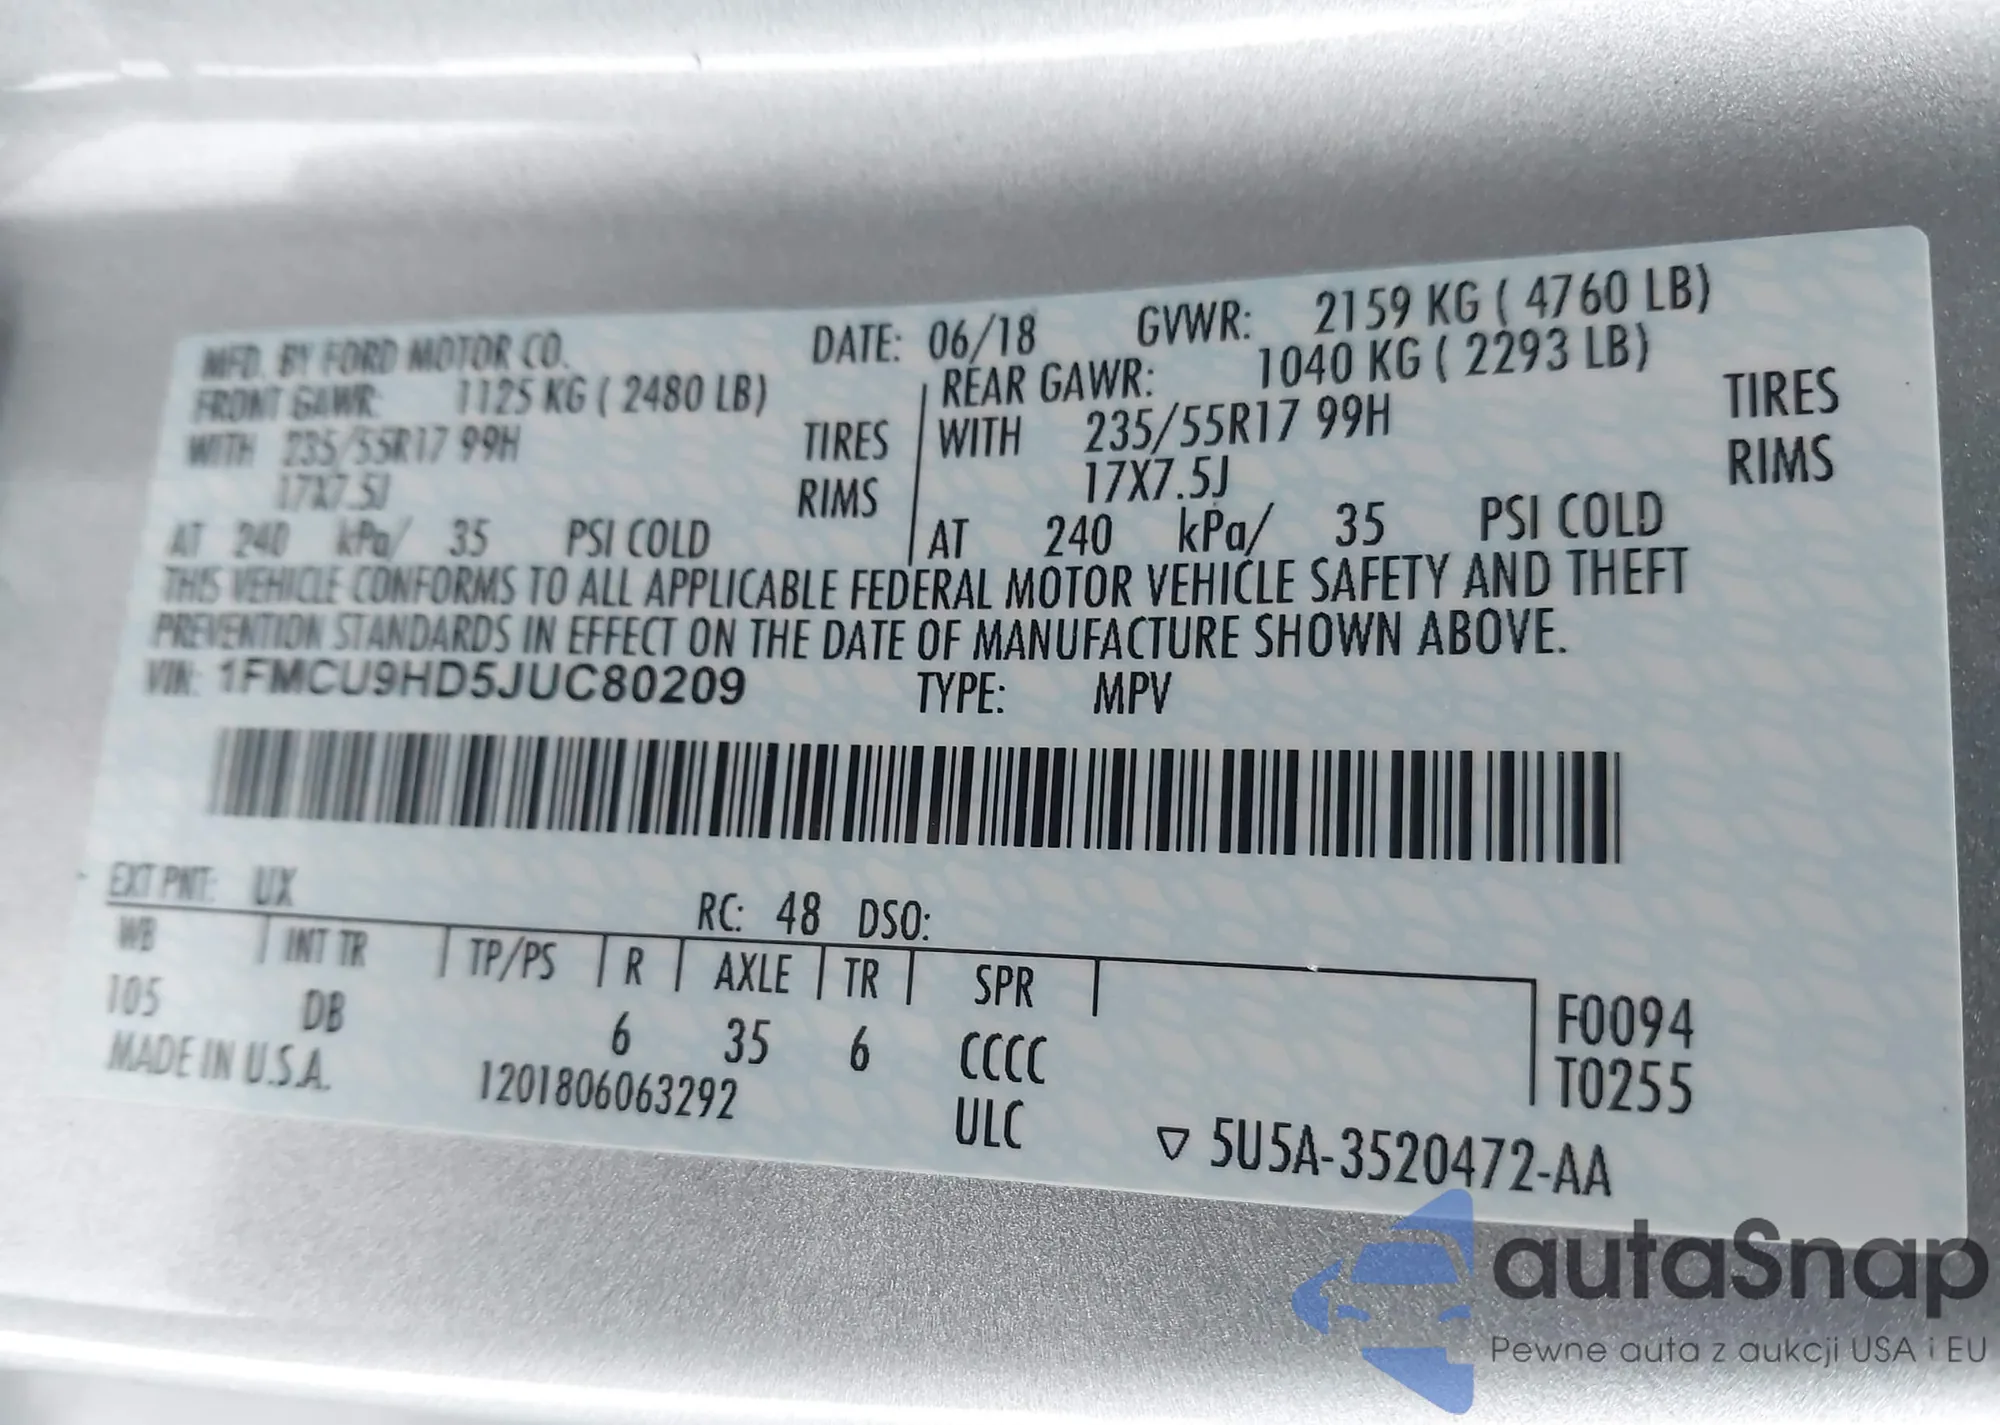 MFD. BY FORD MOTOR CO. DATE: 06/18 GVWR: 2159 KG ( 4760 LB)
FRONT GAWR: 1125 KG ( 2480 LB) REAR GAWR: 1040 KG ( 2293 LB)
WITH 235/55R17 99H TIRES WITH 235/55R17 99H TIRES
17X7.5J RIMS 17X7.5J RIMS
AT 240 kPa/ 35 PSI COLD AT 240 kPa/ 35 PSI COLD
THIS VEHICLE CONFORMS TO ALL APPLICABLE FEDERAL MOTOR VEHICLE SAFETY AND THEFT
PREVENTION STANDARDS IN EFFECT ON THE DATE OF MANUFACTURE SHOWN ABOVE.
VIN: 1FMCU9HD5JUC80209 TYPE: MPV
EXT PNT: UX RC: 48 DSO:
WB INT TR TP/PS R AXLE TR SPR
105 DB 6 35 6 CCCC F0094
MADE IN U.S.A. 1201806063292 ULC T0255
▽ 5U5A-3520472-AA
autaSnap
Pewne auta z aukcji USA i EU